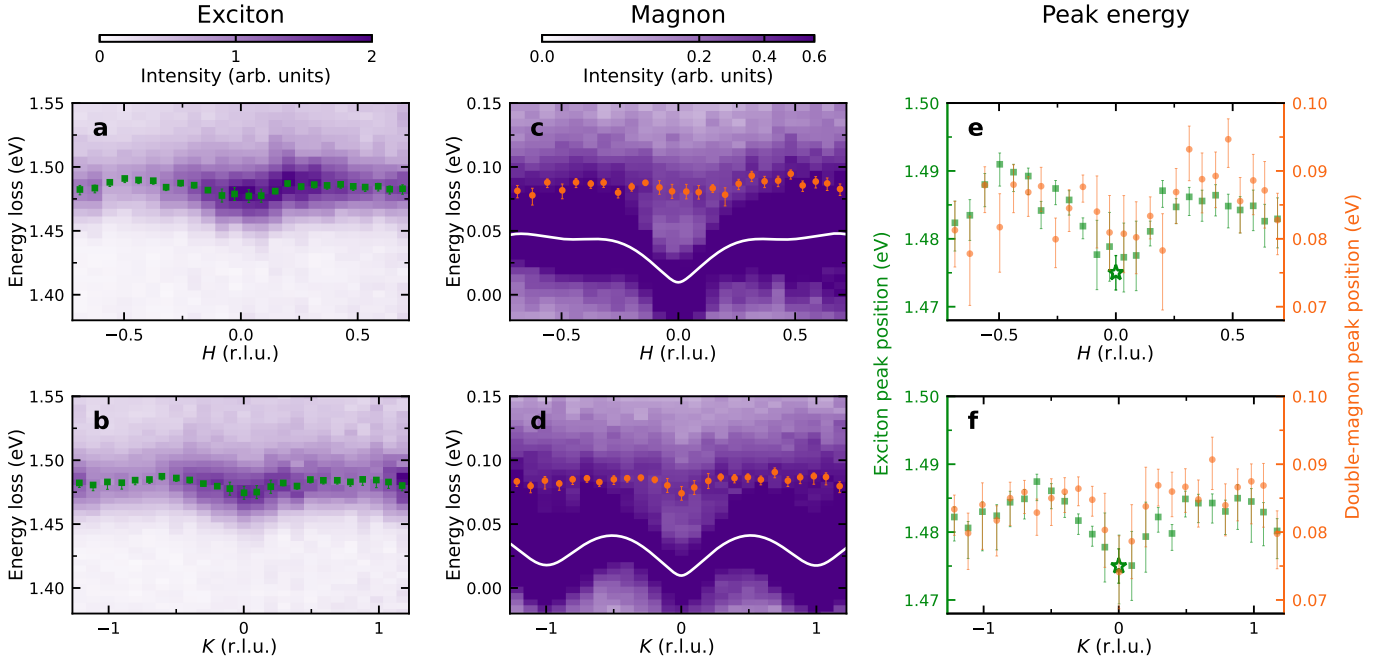 Exciton
Magnon
Peak energy
0 1 2
Intensity (arb. units)
0.0 0.2 0.4 0.6
Intensity (arb. units)
a
1.55
1.50
1.45
1.40
Energy loss (eV)
−0.5 0.0 0.5
H (r.l.u.)
c
0.15
0.10
0.05
0.00
Energy loss (eV)
−0.5 0.0 0.5
H (r.l.u.)
e
1.50
1.49
1.48
1.47
0.10
0.09
0.08
0.07
−0.5 0.0 0.5
H (r.l.u.)
Exciton peak position (eV)
Double-magnon peak position (eV)
b
1.55
1.50
1.45
1.40
Energy loss (eV)
−1 0 1
K (r.l.u.)
d
0.15
0.10
0.05
0.00
Energy loss (eV)
−1 0 1
K (r.l.u.)
f
1.50
1.49
1.48
1.47
0.10
0.09
0.08
0.07
−1 0 1
K (r.l.u.)